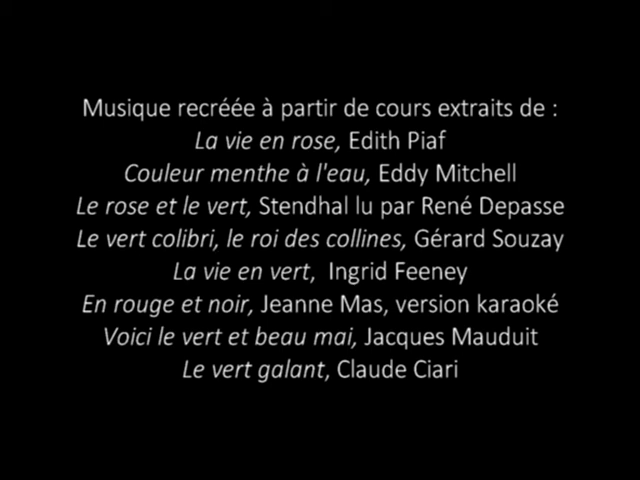 Musique recréée à partir de cours extraits de :
La vie en rose, Edith Piaf
Couleur menthe à l'eau, Eddy Mitchell
Le rose et le vert, Stendhal lu par René Depasse
Le vert colibri, le roi des collines, Gérard Souzay
La vie en vert, Ingrid Feeney
En rouge et noir, Jeanne Mas, version karaoké
Voici le vert et beau mai, Jacques Mauduit
Le vert galant, Claude Ciari